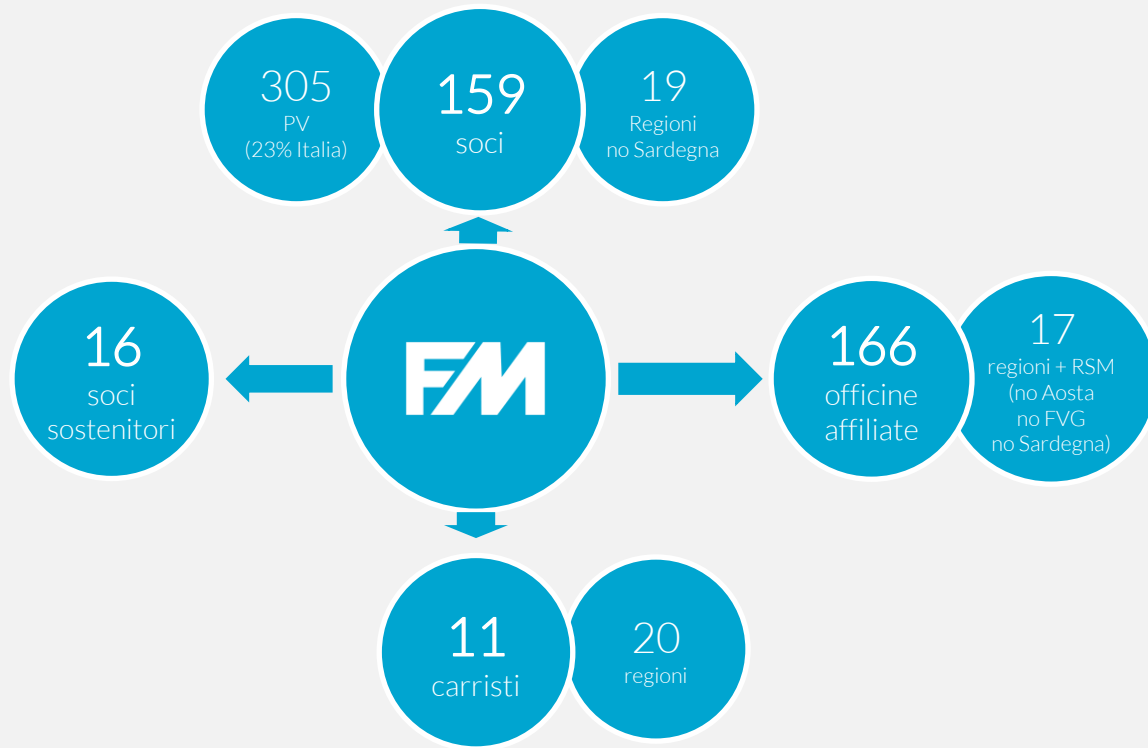 305
PV
(23% Italia)
159
soci
19
Regioni
no Sardegna
16
soci
sostenitori
FM
166
officine
affiliate
17
regioni + RSM
(no Aosta
no FVG
no Sardegna)
11
carristi
20
regioni